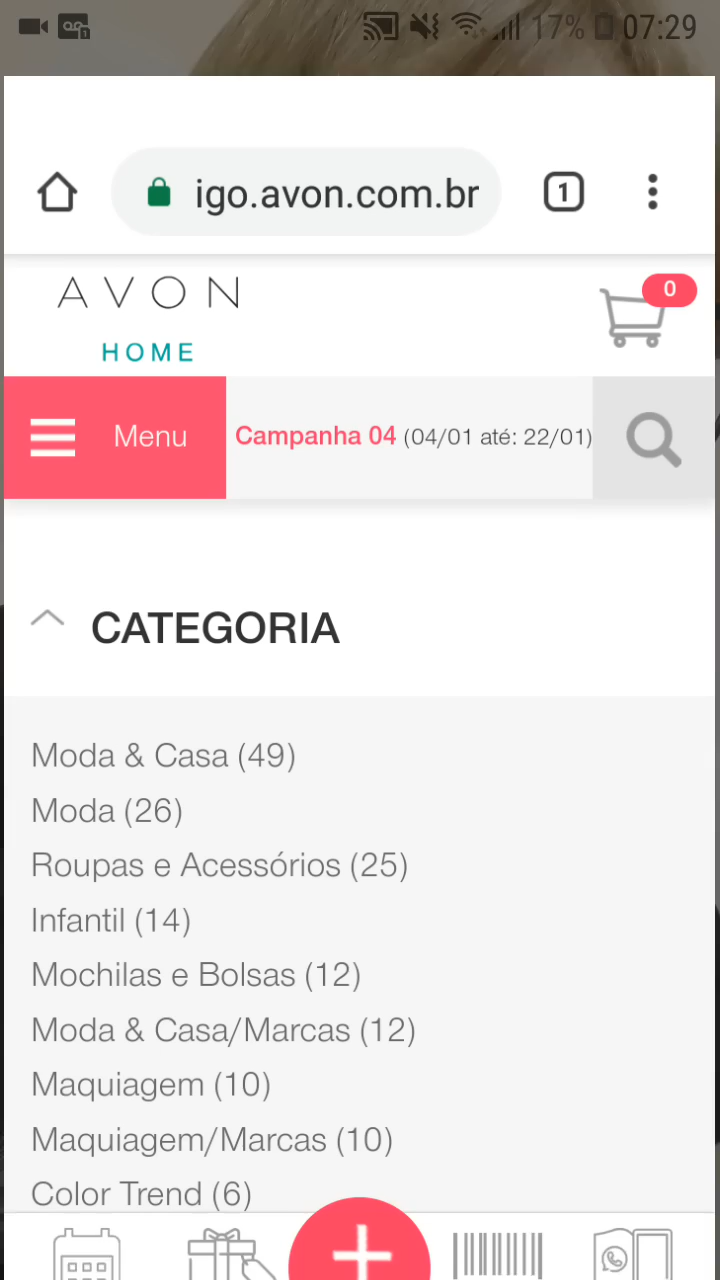 17% 07:29
igo.avon.com.br 1
AVON
HOME
0
Menu
Campanha 04 (04/01 até: 22/01)
CATEGORIA
Moda & Casa (49)
Moda (26)
Roupas e Acessórios (25)
Infantil (14)
Mochilas e Bolsas (12)
Moda & Casa/Marcas (12)
Maquiagem (10)
Maquiagem/Marcas (10)
Color Trend (6)